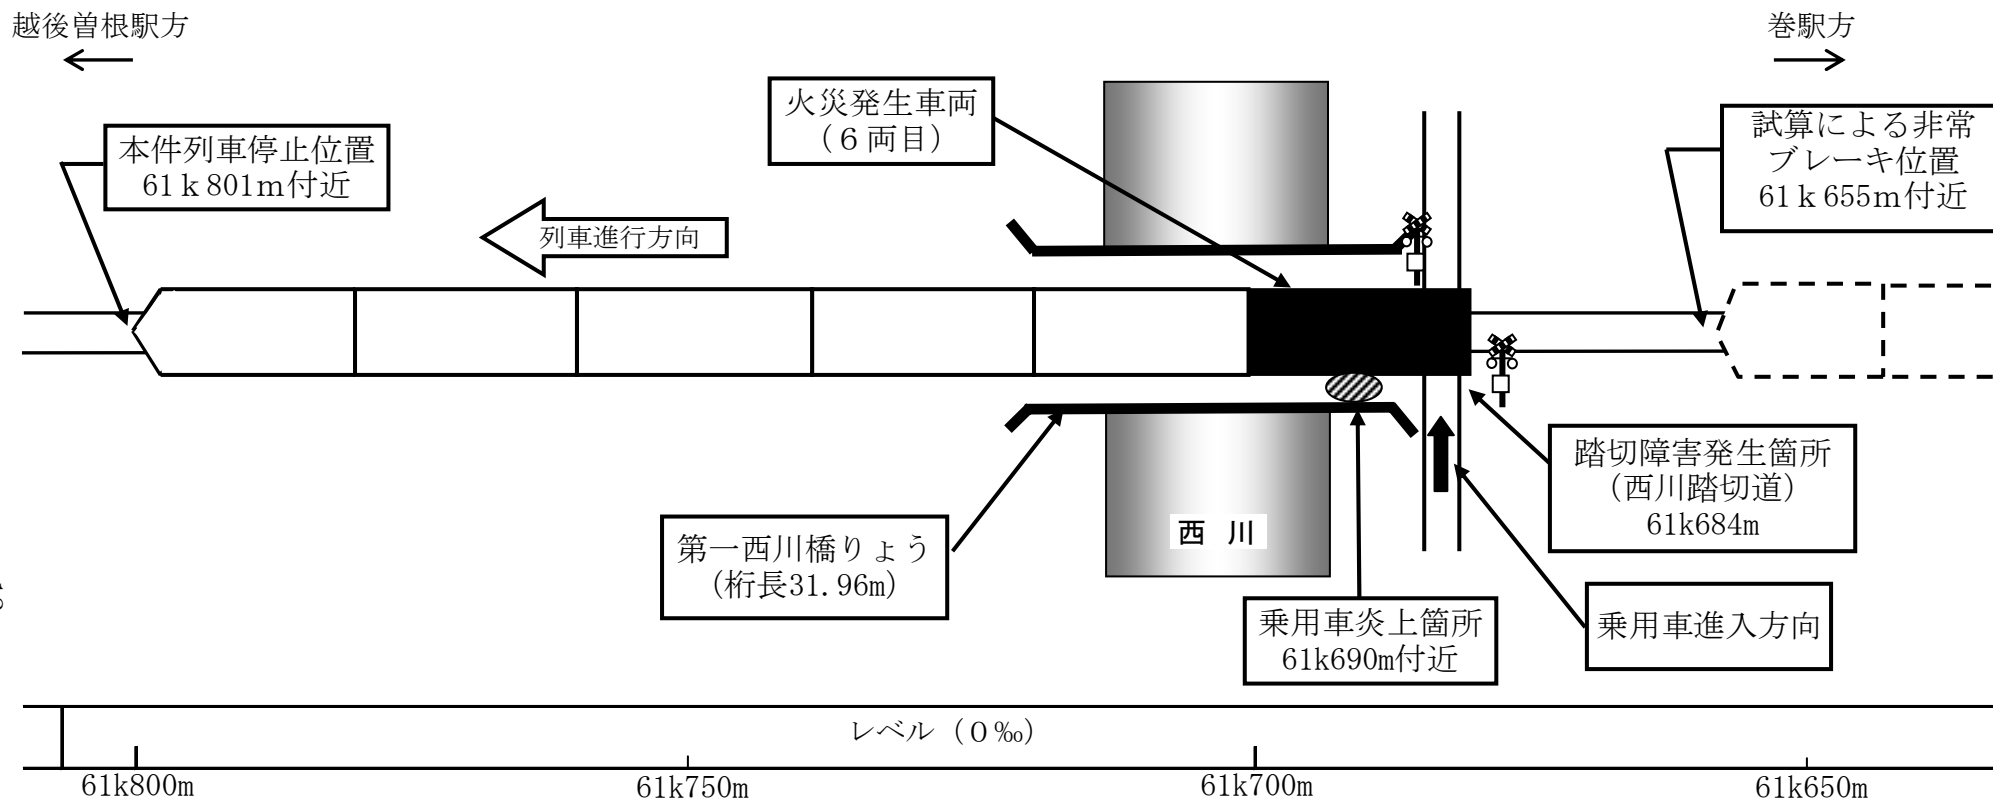 越後曽根駅方
巻駅方
火災発生車両
（６両目）
本件列車停止位置
61ｋ801ｍ付近
試算による非常
ブレーキ位置
61ｋ655ｍ付近
列車進行方向
踏切障害発生箇所
（西川踏切道）
61k684m
第一西川橋りょう
(桁長31.96m)
西 川
乗用車炎上箇所
61k690m付近
乗用車進入方向
レベル（０‰）
61k800m
61k750m
61k700m
61k650m